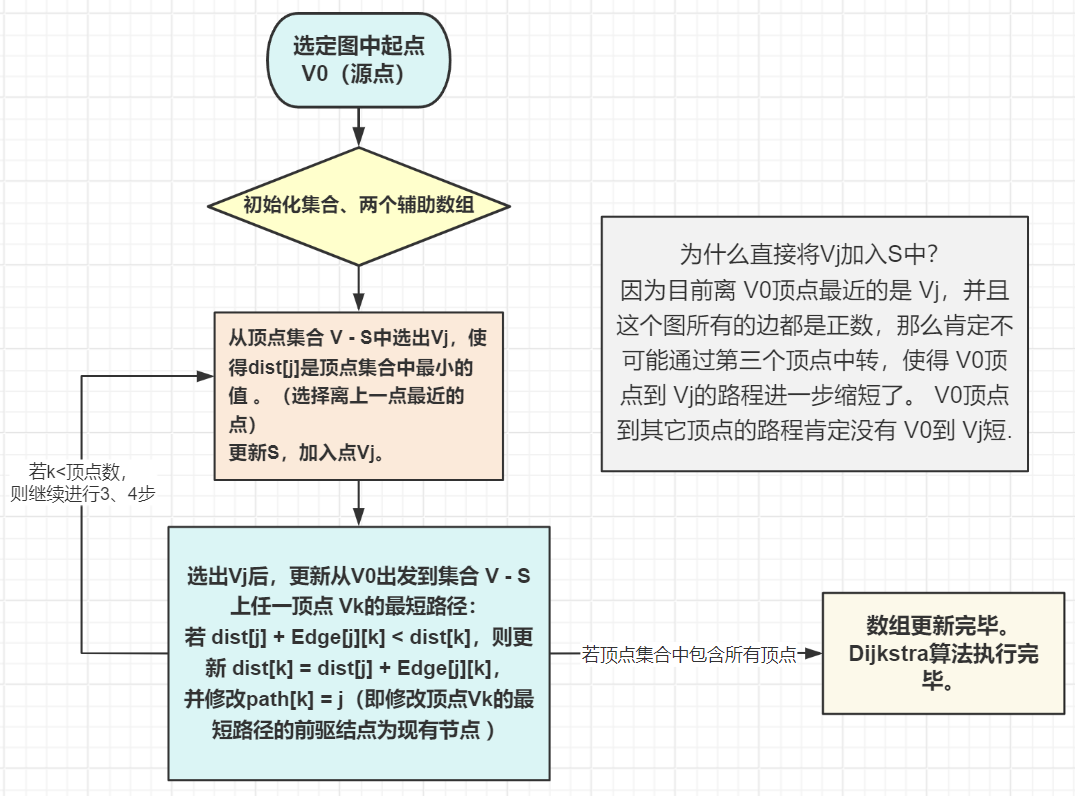 选定图中起点
V0（源点）
初始化集合、两个辅助数组
从顶点集合 V - S中选出Vj，使
得dist[j]是顶点集合中最小的
值 。（选择离上一点最近的
点）
更新S，加入点Vj。
为什么直接将Vj加入S中？
因为目前离 V0顶点最近的是 Vj，并且
这个图所有的边都是正数，那么肯定不
可能通过第三个顶点中转，使得 V0顶
点到 Vj的路程进一步缩短了。 V0顶点
到其它顶点的路程肯定没有 V0到 Vj短.
若k<顶点数，
则继续进行3、4步
选出Vj后，更新从V0出发到集合 V - S
上任一顶点 Vk的最短路径：
若 dist[j] + Edge[j][k] < dist[k]，则更
新 dist[k] = dist[j] + Edge[j][k]，
并修改path[k] = j（即修改顶点Vk的最
短路径的前驱结点为现有节点 ）
若顶点集合中包含所有顶点
数组更新完毕。
Dijkstra算法执行完
毕。